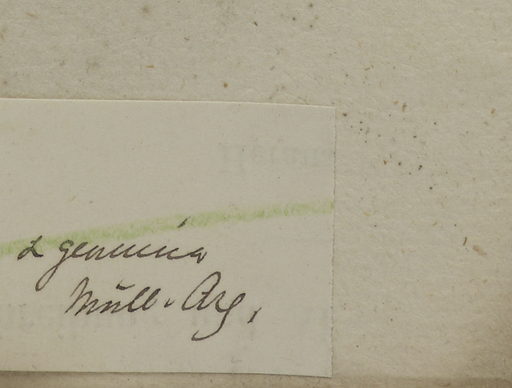 α genuina
Müll. Arg.